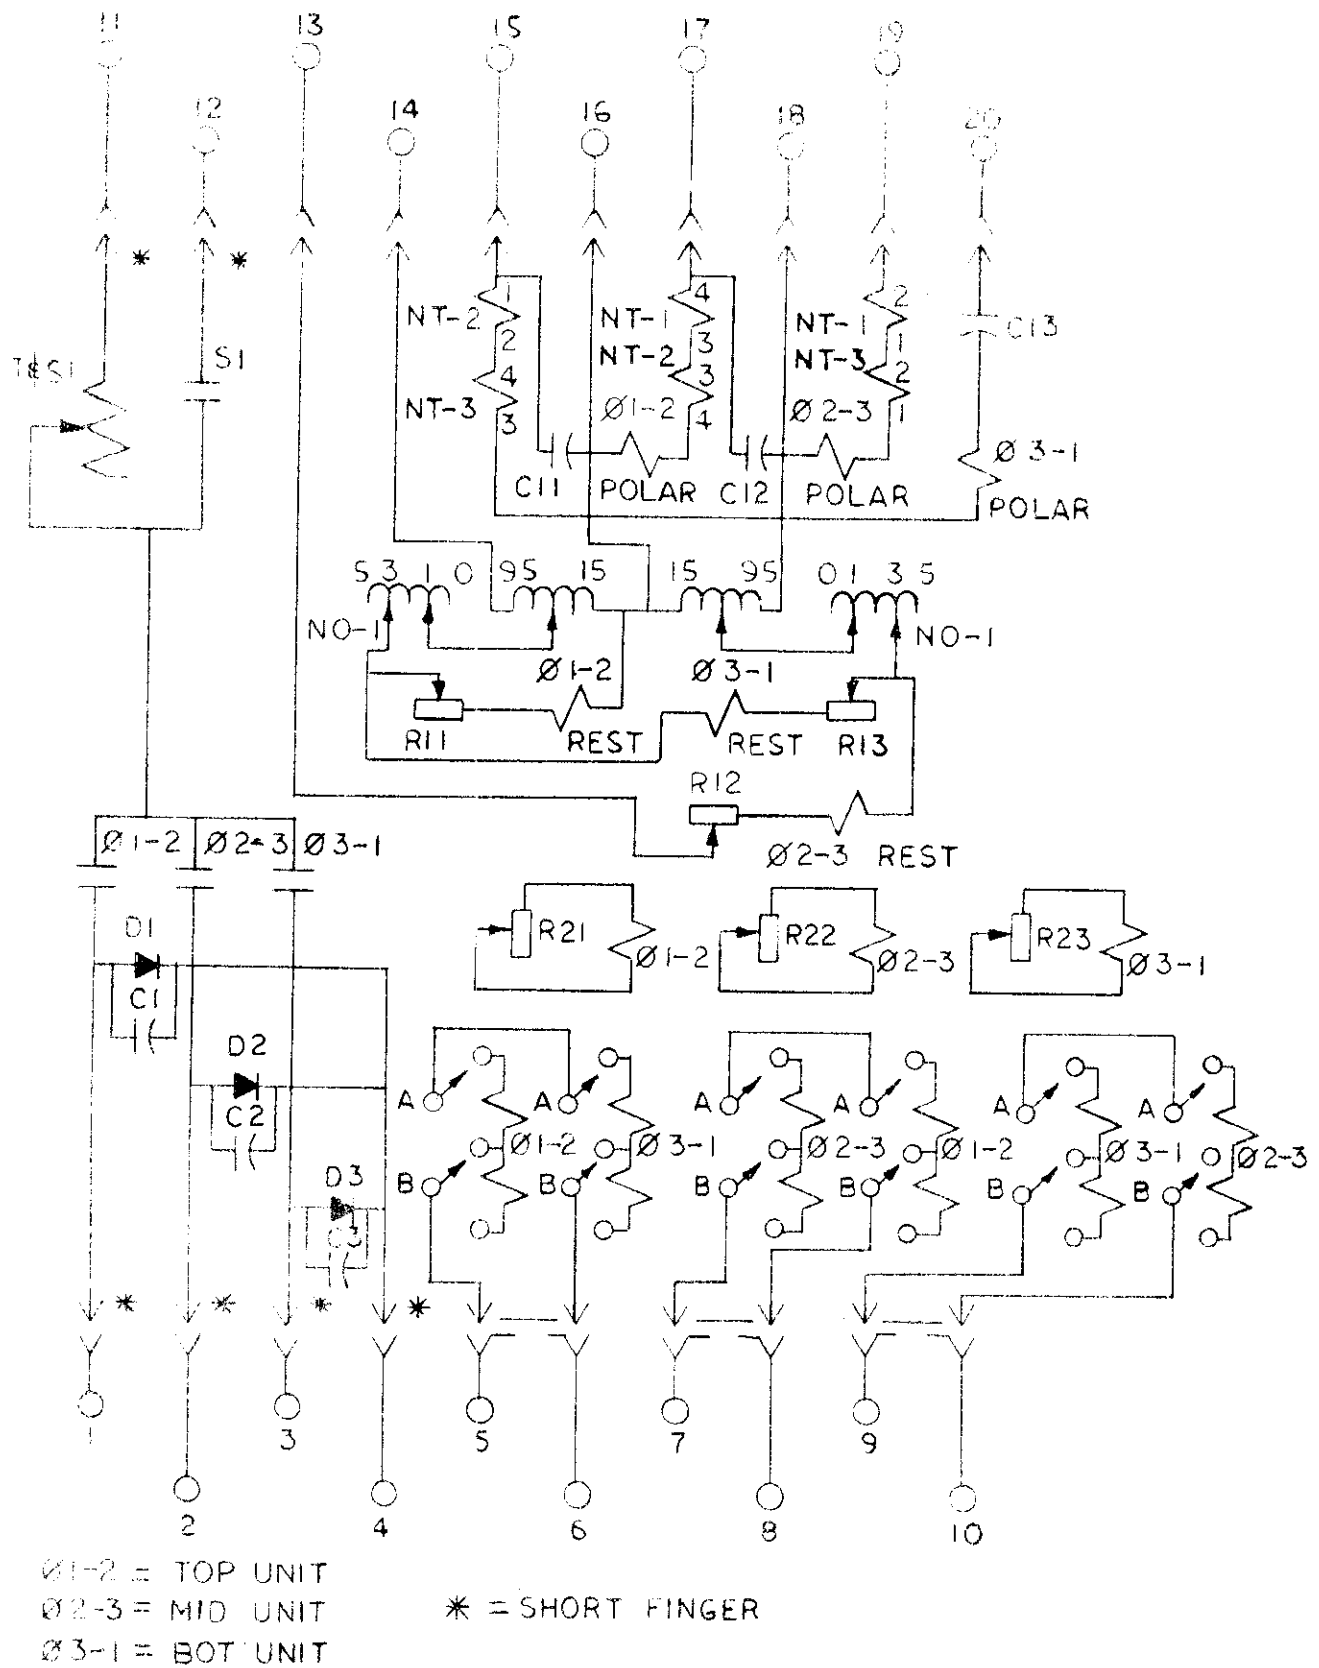 11 13 15 17 19
12 14 16 18 20
* *
NT-2 1 2
NT-1 4 3
NT-1 2 1
C13
T&S1 S1
NT-3 4 3
NT-2 3 4
NT-3 2 1
Ø1-2 Ø2-3 Ø3-1
C11 POLAR C12 POLAR POLAR
5 3 1 0 95 15 15 95 0 1 3 5
NO-1 NO-1
Ø1-2 Ø3-1
R11 REST REST R13
R12
Ø2-3 REST
Ø1-2 Ø2-3 Ø3-1
D1 R21 R22 R23
Ø1-2 Ø2-3 Ø3-1
C1
D2
C2
A A A A A A
Ø1-2 Ø3-1 Ø2-3 Ø1-2 Ø3-1 Ø2-3
D3 B B B B B B
C3
* * * *
3 5 7 9
2 4 6 8 10
Ø1-2 = TOP UNIT
Ø2-3 = MID UNIT
Ø3-1 = BOT UNIT
* = SHORT FINGER